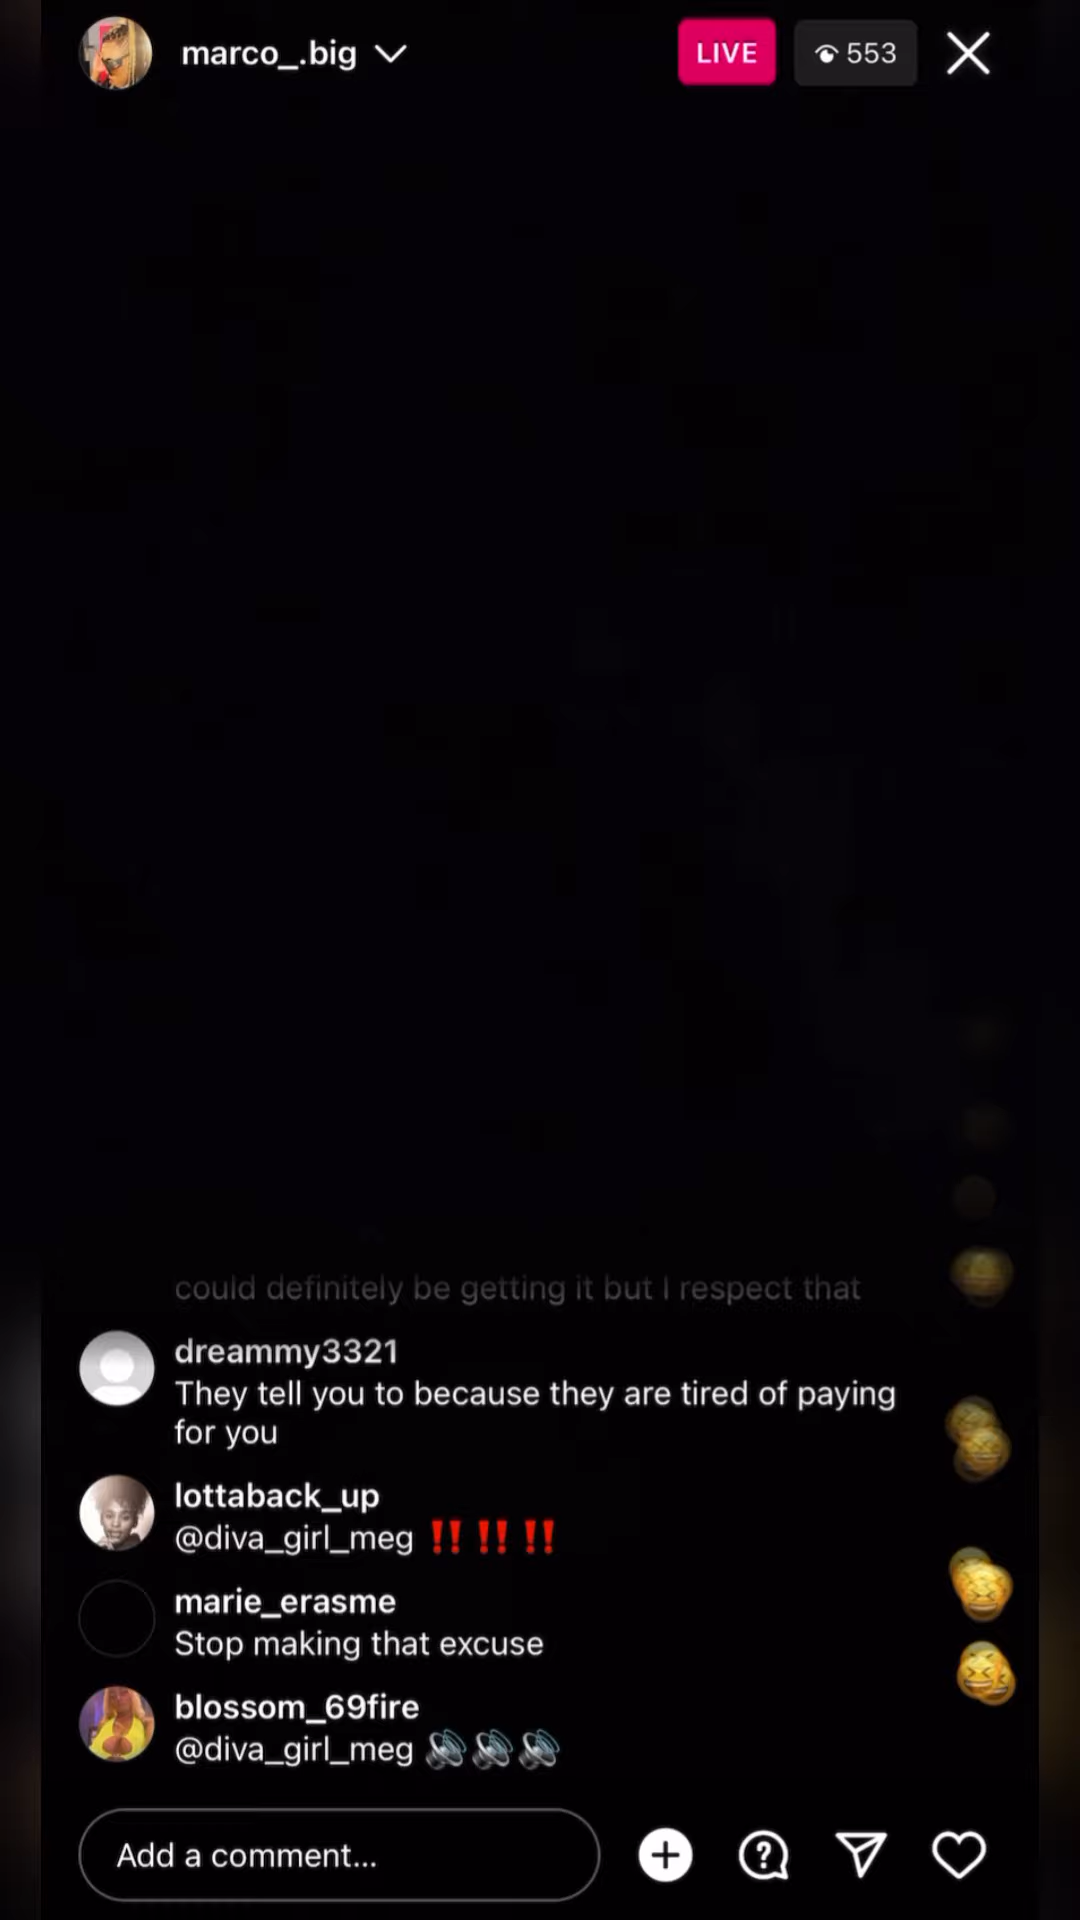 marco_.big
LIVE
553
could definitely be getting it but I respect that
dreammy3321
They tell you to because they are tired of paying
for you
lottaback_up
@diva_girl_meg ‼️ ‼️ ‼️
marie_erasme
Stop making that excuse
blossom_69fire
@diva_girl_meg 🔊🔊🔊
Add a comment...